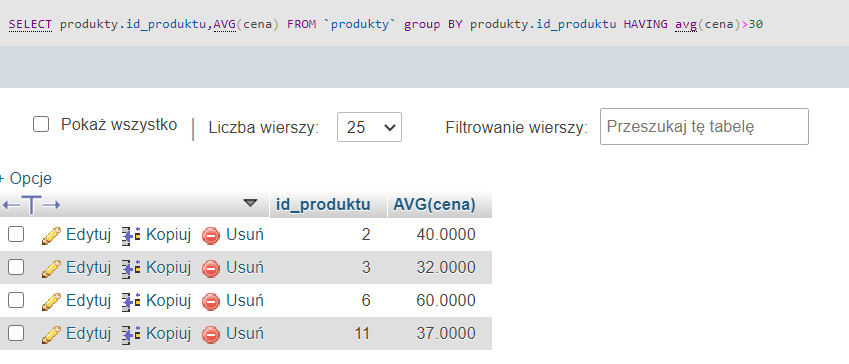 SELECT produkty.id_produktu,AVG(cena) FROM `produkty` group BY produkty.id_produktu HAVING avg(cena)>30
Pokaż wszystko | Liczba wierszy: 25 Filtrowanie wierszy: Przeszukaj tę tabelę
+ Opcje
←T→ id_produktu AVG(cena)
Edytuj Kopiuj Usuń 2 40.0000
Edytuj Kopiuj Usuń 3 32.0000
Edytuj Kopiuj Usuń 6 60.0000
Edytuj Kopiuj Usuń 11 37.0000